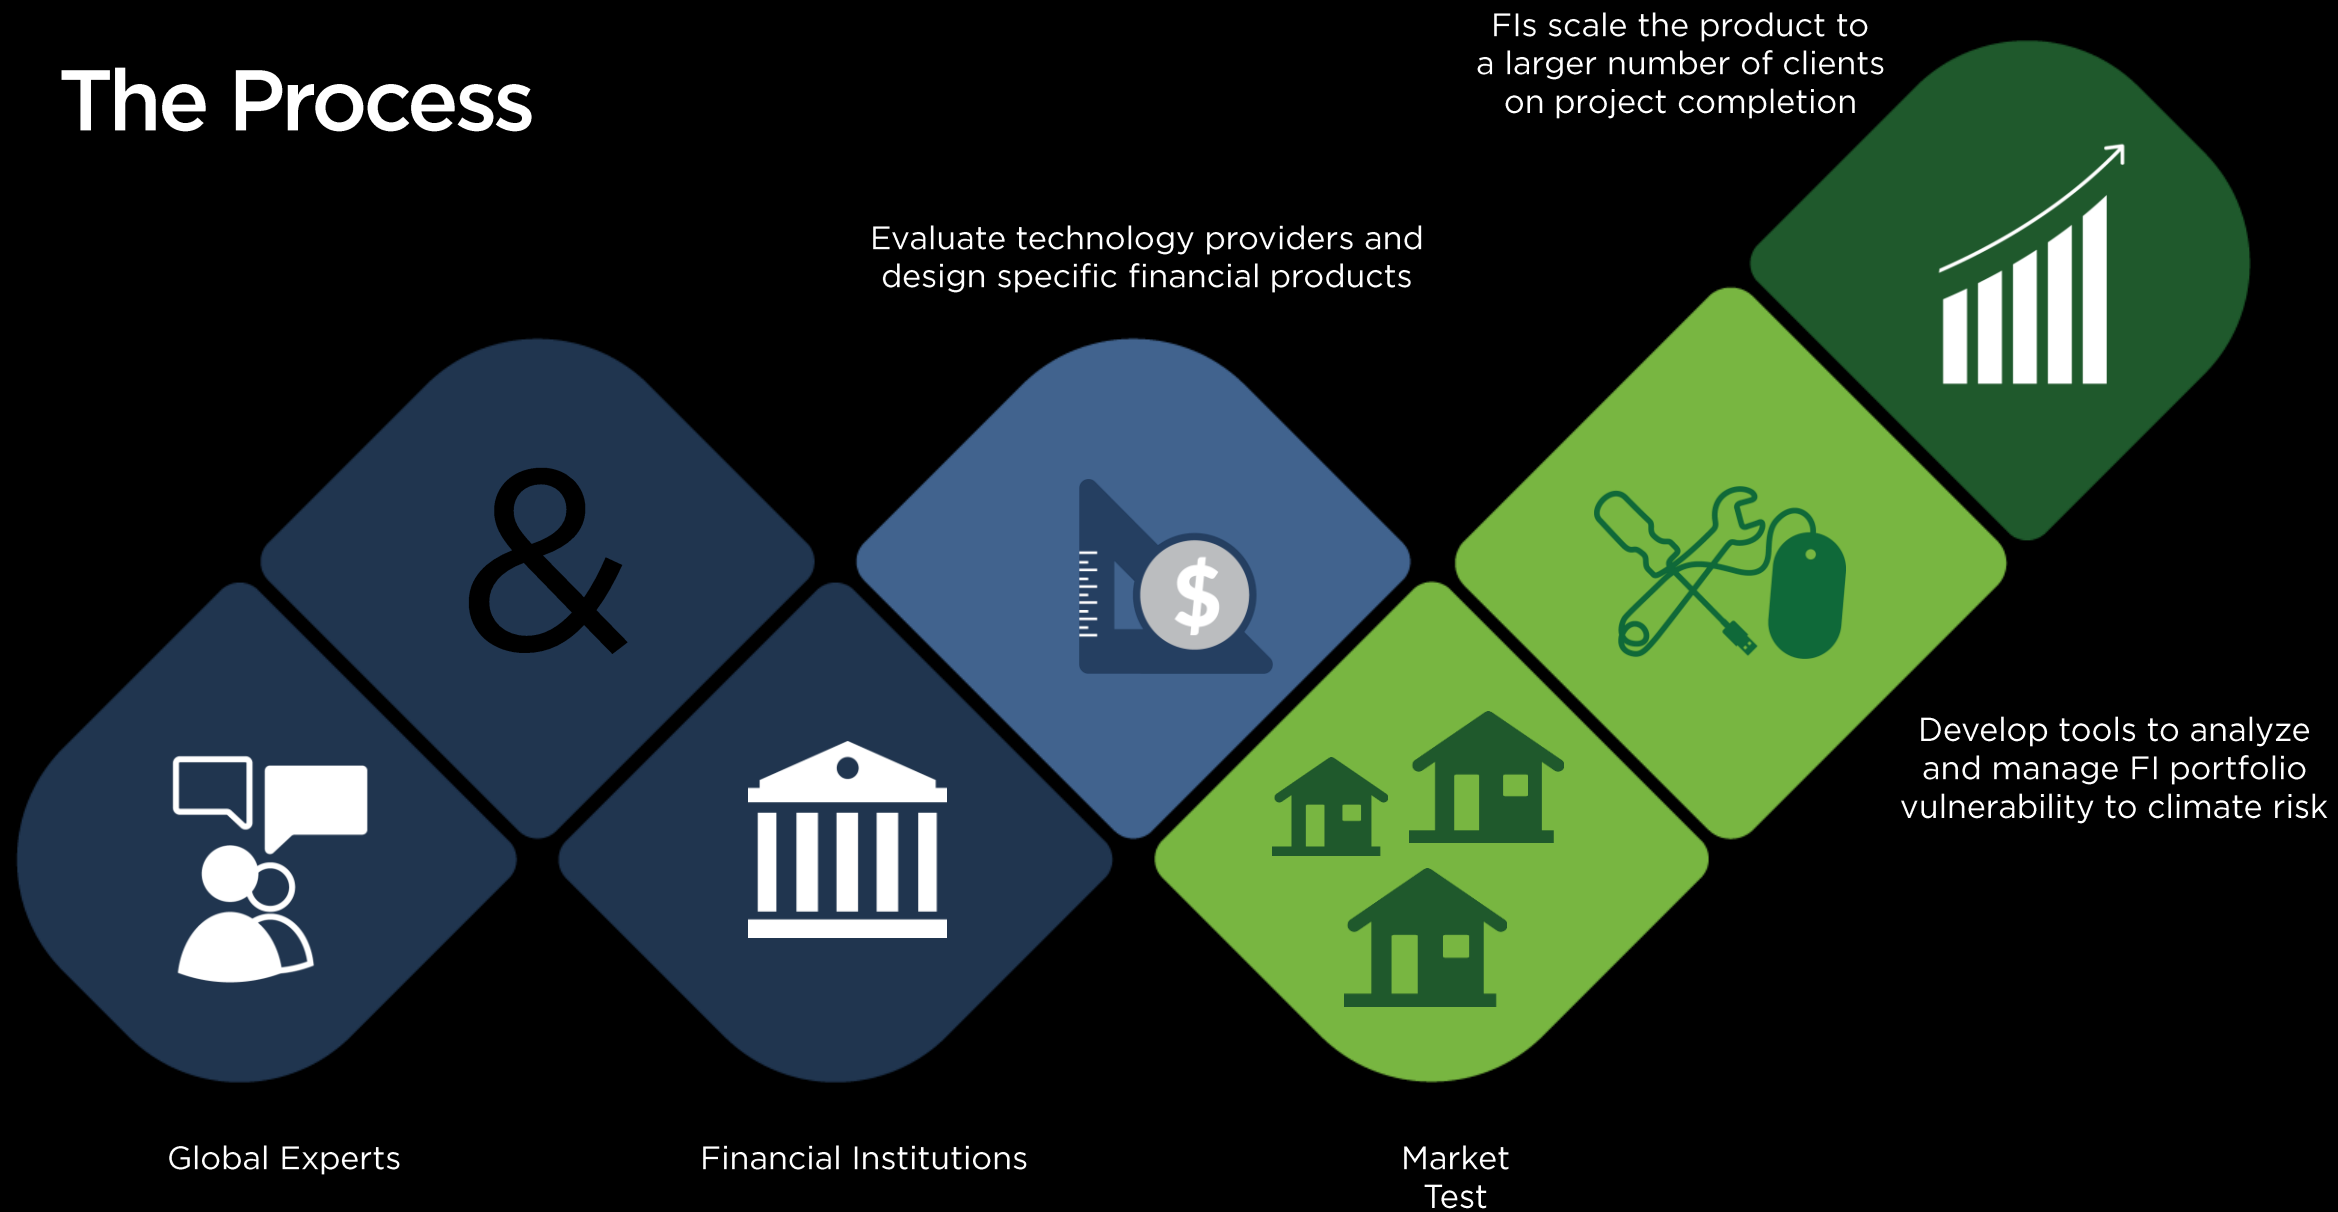 The Process
FIs scale the product to
a larger number of clients
on project completion
Evaluate technology providers and
design specific financial products
&
$
Develop tools to analyze
and manage FI portfolio
vulnerability to climate risk
Global Experts
Financial Institutions
Market
Test